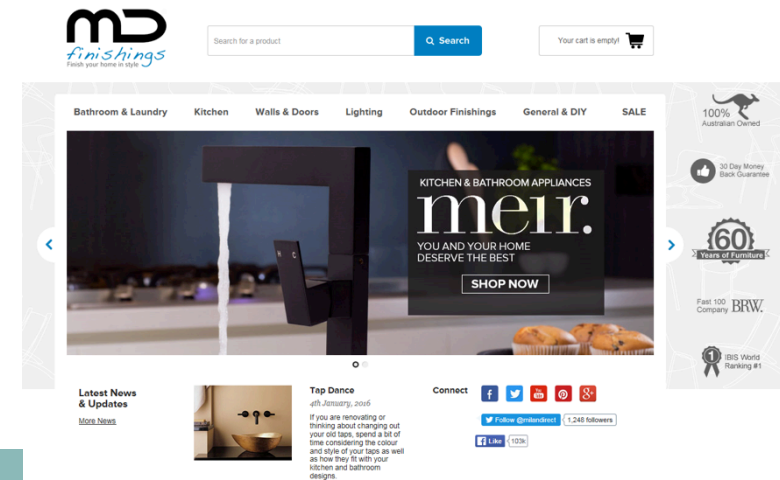 MD
finishings
Finish your home in style
Search for a product
Search
Your cart is empty!
Bathroom & Laundry Kitchen Walls & Doors Lighting Outdoor Finishings General & DIY SALE
100%
Australian Owned
30 Day Money
Back Guarantee
60
Years of Furniture
Fast 100
Company BRW.
1
IBIS World
Ranking #1
KITCHEN & BATHROOM APPLIANCES
meir.
YOU AND YOUR HOME
DESERVE THE BEST
SHOP NOW
Latest News
& Updates
More News
Tap Dance
4th January, 2016
If you are renovating or
thinking about changing out
your old taps, spend a bit of
time considering the colour
and style of your taps as well
as how they fit with your
kitchen and bathroom
designs.
Connect
f
You
Tube
g+
Follow @milandirect 1,246 followers
Like 103k